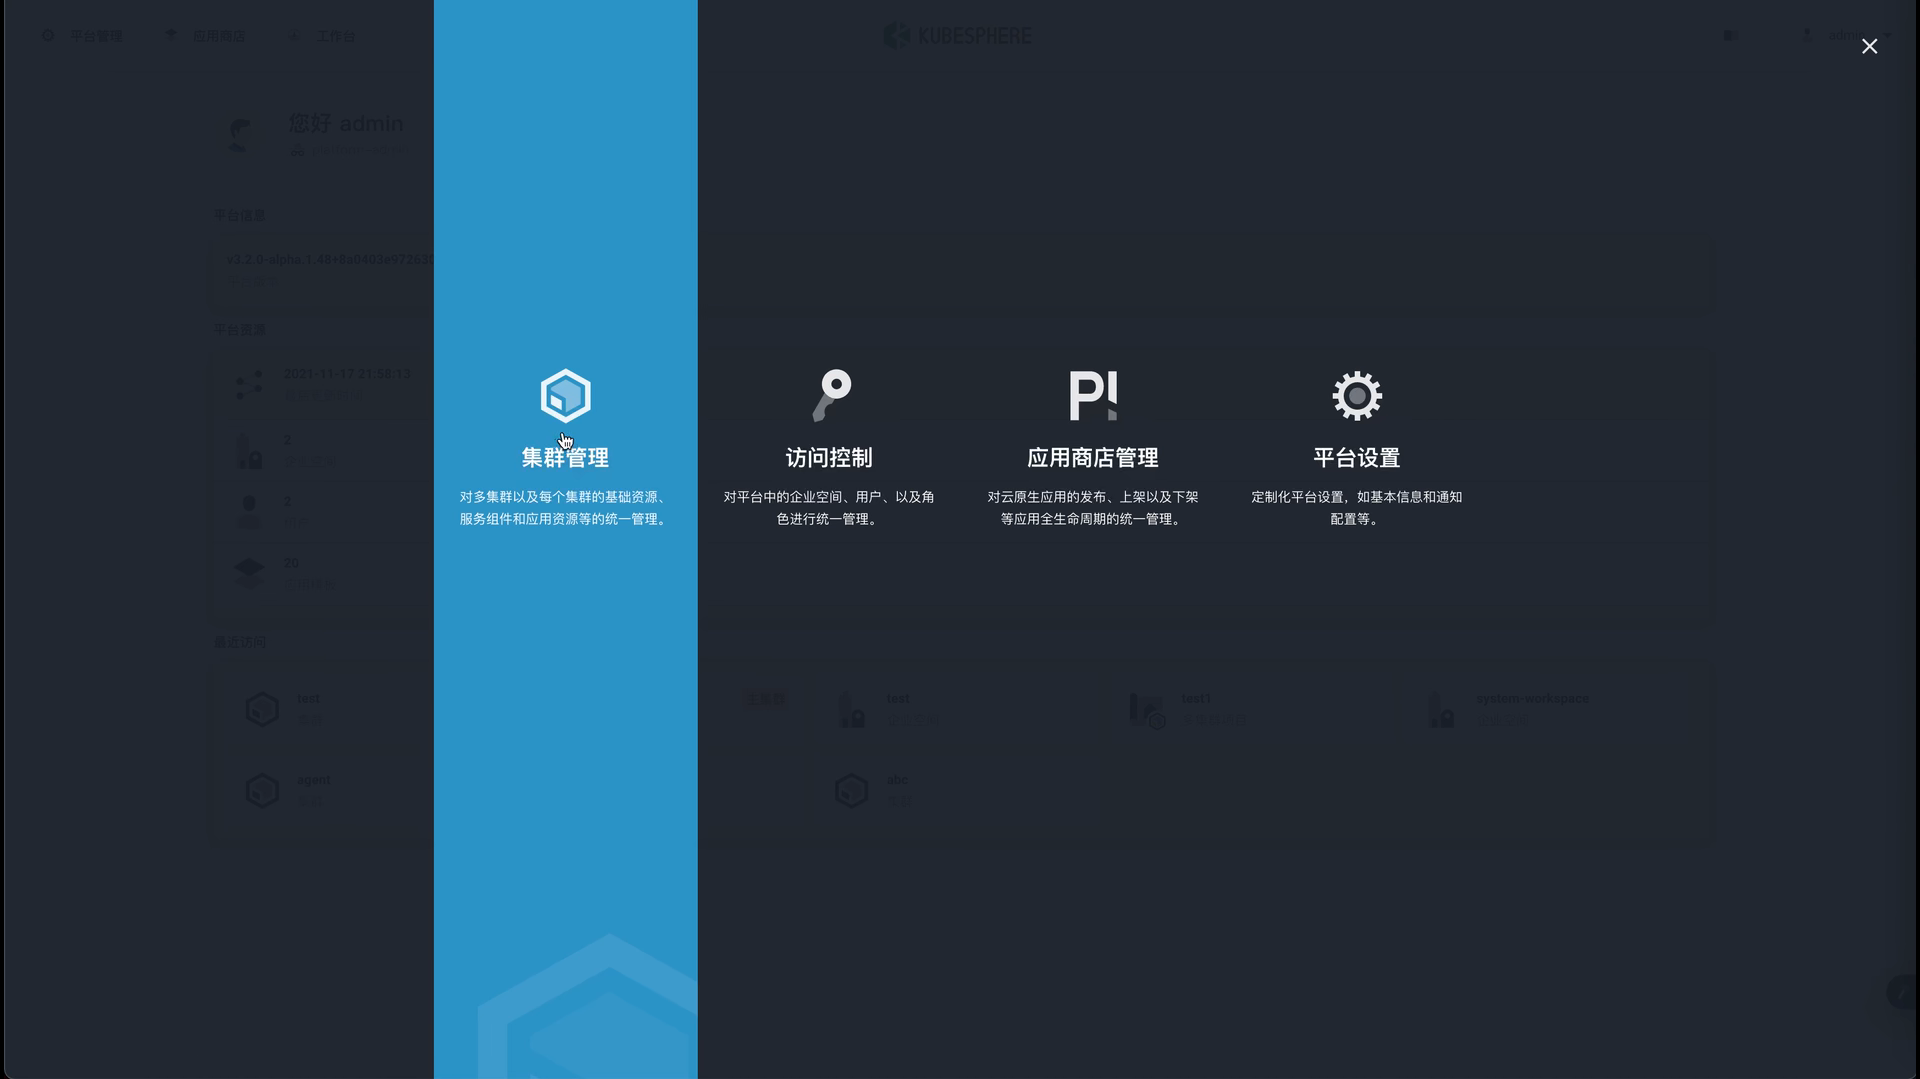 平台管理
应用商店
工作台
KUBESPHERE
admin
您好 admin
平台信息
v3.2.0-alpha.1.48+8a0403e97263
平台资源
2021-11-17 21:58:13
2
2
20
集群管理
对多集群以及每个集群的基础资源、
服务组件和应用资源等的统一管理。
访问控制
对平台中的企业空间、用户、以及角
色进行统一管理。
应用商店管理
对云原生应用的发布、上架以及下架
等应用全生命周期的统一管理。
平台设置
定制化平台设置，如基本信息和通知
配置等。
最近访问
test
主集群
test
test1
system-workspace
agent
abc